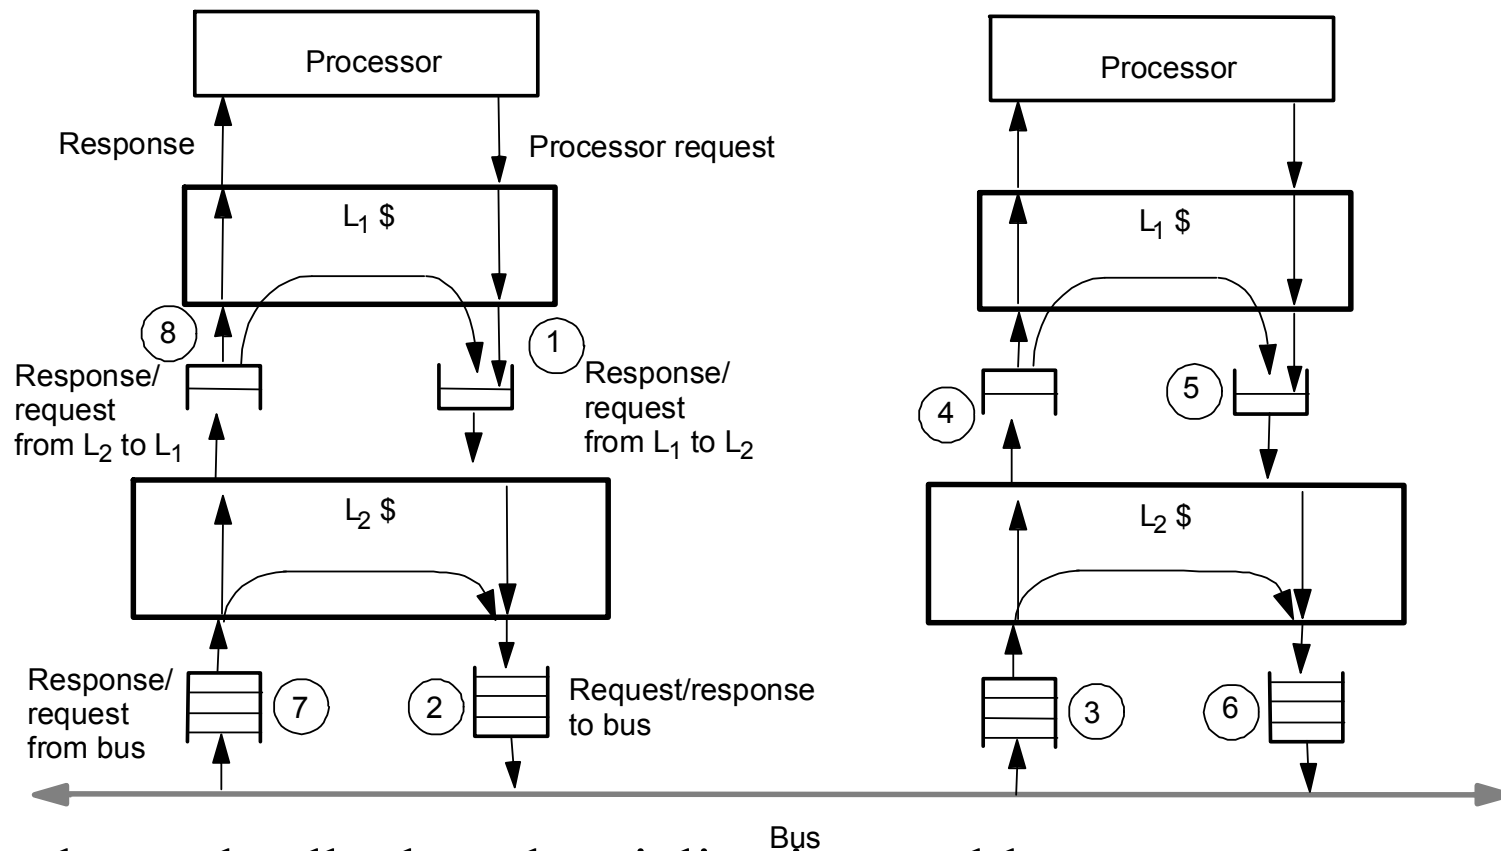 Processor
Processor
Response
Processor request
L1 $
L1 $
8
1
Response/
request
from L2 to L1
Response/
request
from L1 to L2
4
5
L2 $
L2 $
Response/
request
from bus
7
2
Request/response
to bus
3
6
Bus